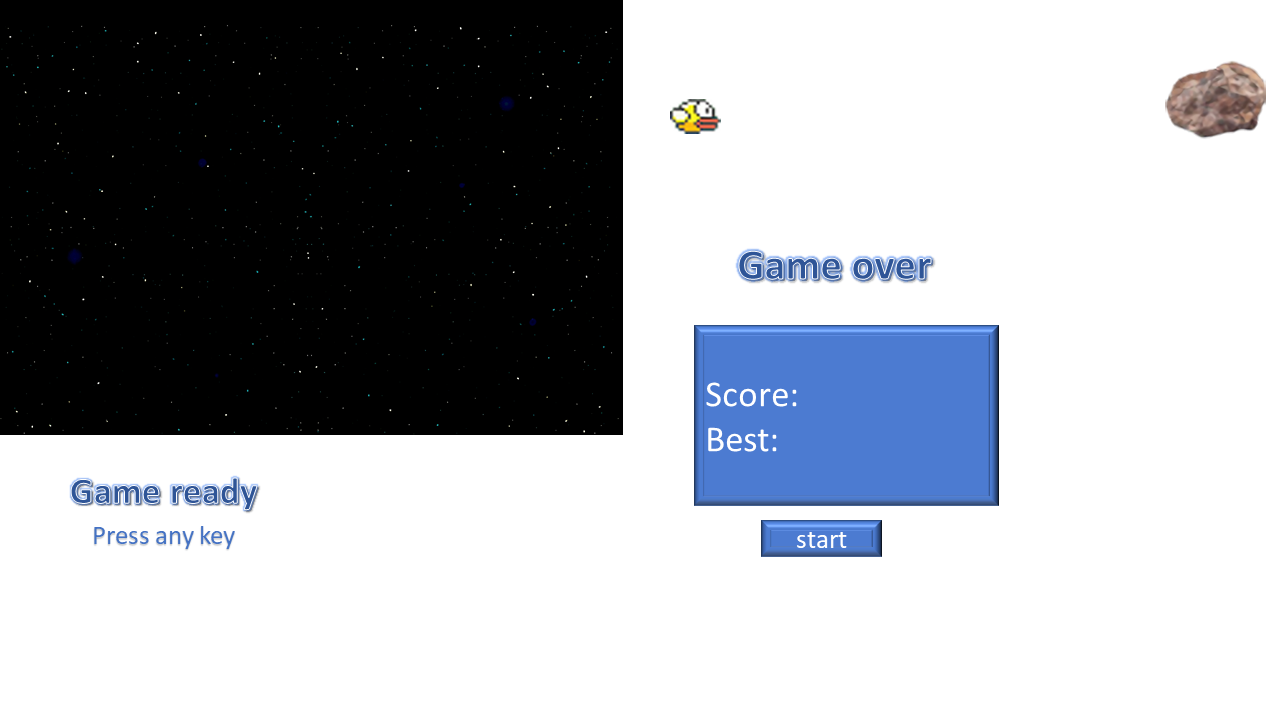 Game ready
Press any key
Game over
Score:
Best:
start